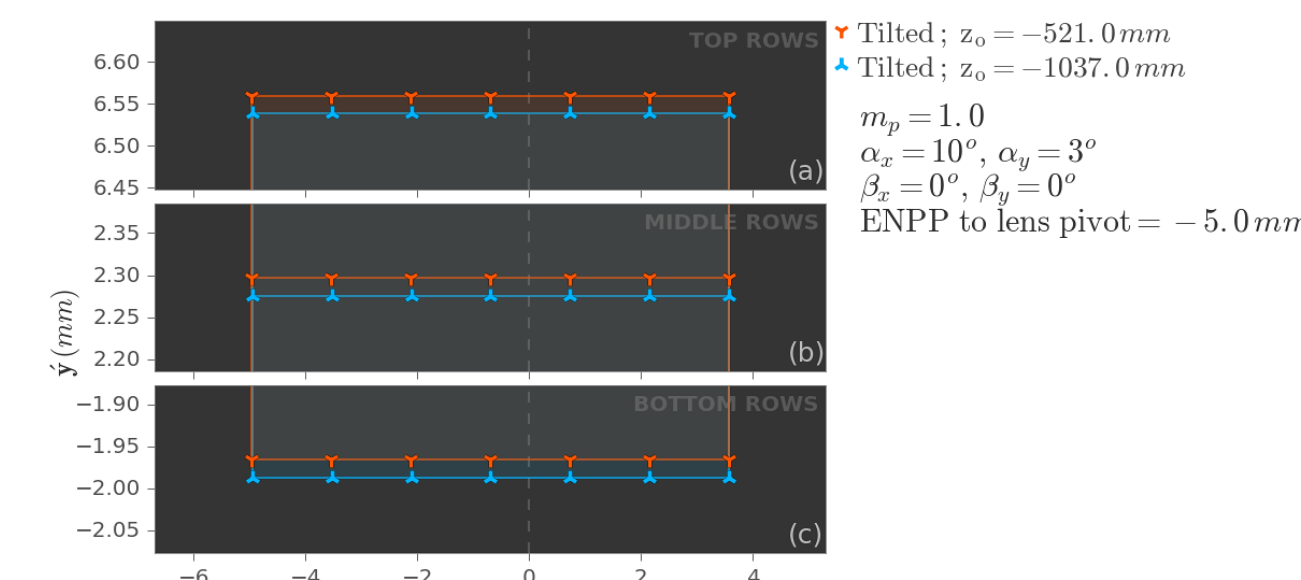 TOP ROWS
6.60
6.55
6.50
6.45
(a)
Tilted ; z₀ = −521. 0 mm
Tilted ; z₀ = −1037. 0 mm
mₚ = 1. 0
αₓ = 10°, α_y = 3°
βₓ = 0°, β_y = 0°
ENPP to lens pivot = − 5. 0 mm
MIDDLE ROWS
2.35
2.30
2.25
2.20
(b)
ý (mm)
BOTTOM ROWS
−1.90
−1.95
−2.00
−2.05
(c)
−6 −4 −2 0 2 4